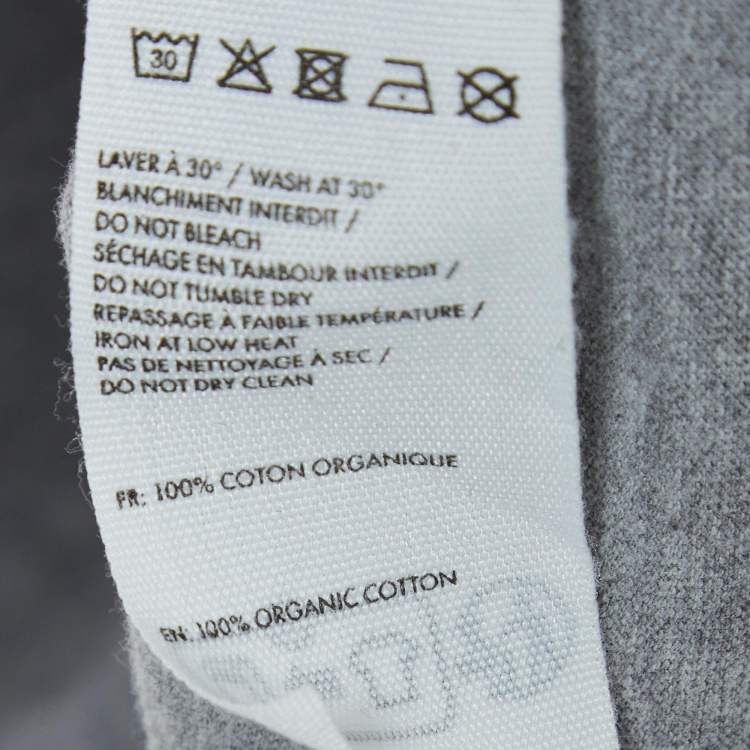 30
LAVER À 30° / WASH AT 30°
BLANCHIMENT INTERDIT /
DO NOT BLEACH
SÉCHAGE EN TAMBOUR INTERDIT /
DO NOT TUMBLE DRY
REPASSAGE À FAIBLE TEMPÉRATURE /
IRON AT LOW HEAT
PAS DE NETTOYAGE À SEC /
DO NOT DRY CLEAN
FR: 100% COTON ORGANIQUE
EN: 100% ORGANIC COTTON